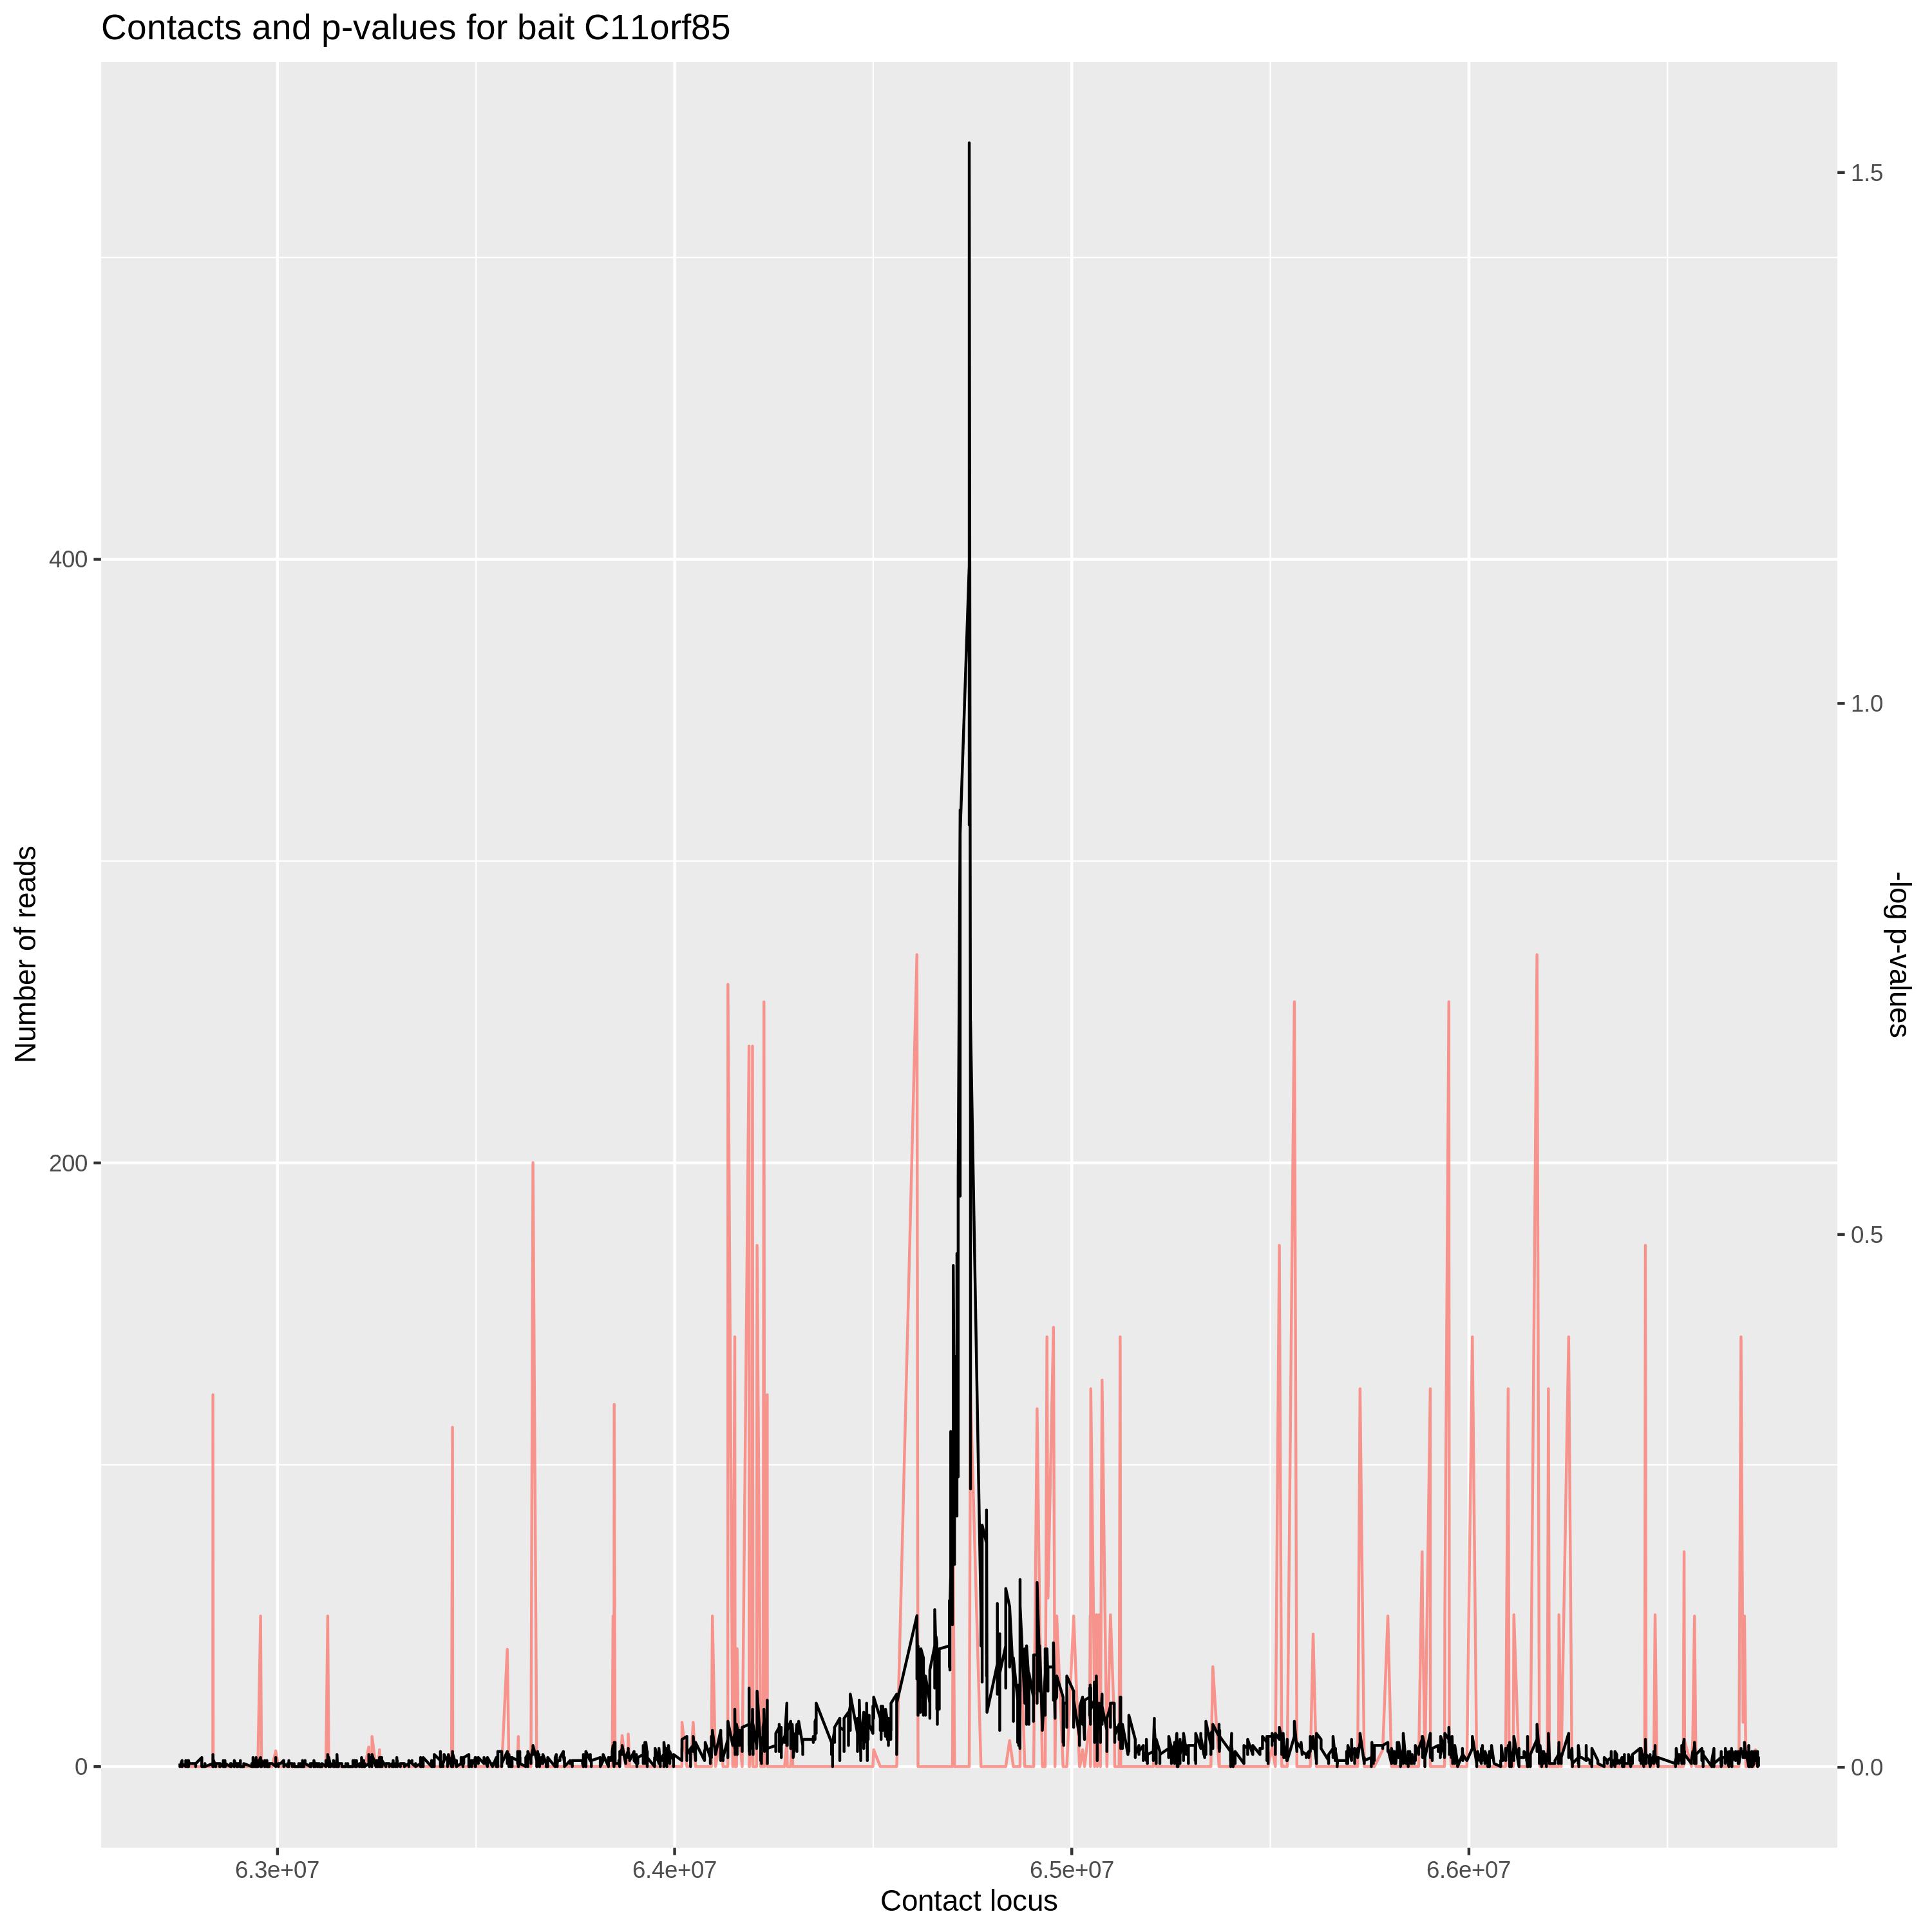 Contacts and p-values for bait C11orf85
1.5
400
1.0
Number of reads
-log p-values
200
0.5
0
0.0
6.3e+07 6.4e+07 6.5e+07 6.6e+07
Contact locus